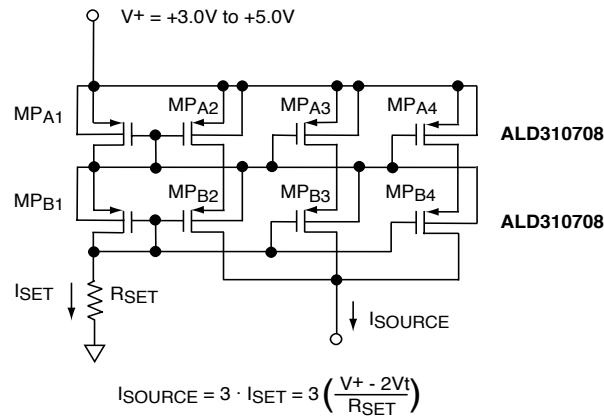 V+ = +3.0V to +5.0V
MPA1
MPA2
MPA3
MPA4
ALD310708
MPB1
MPB2
MPB3
MPB4
ALD310708
ISET
RSET
ISOURCE
ISOURCE = 3 · ISET = 3 ( V+ - 2Vt / RSET )